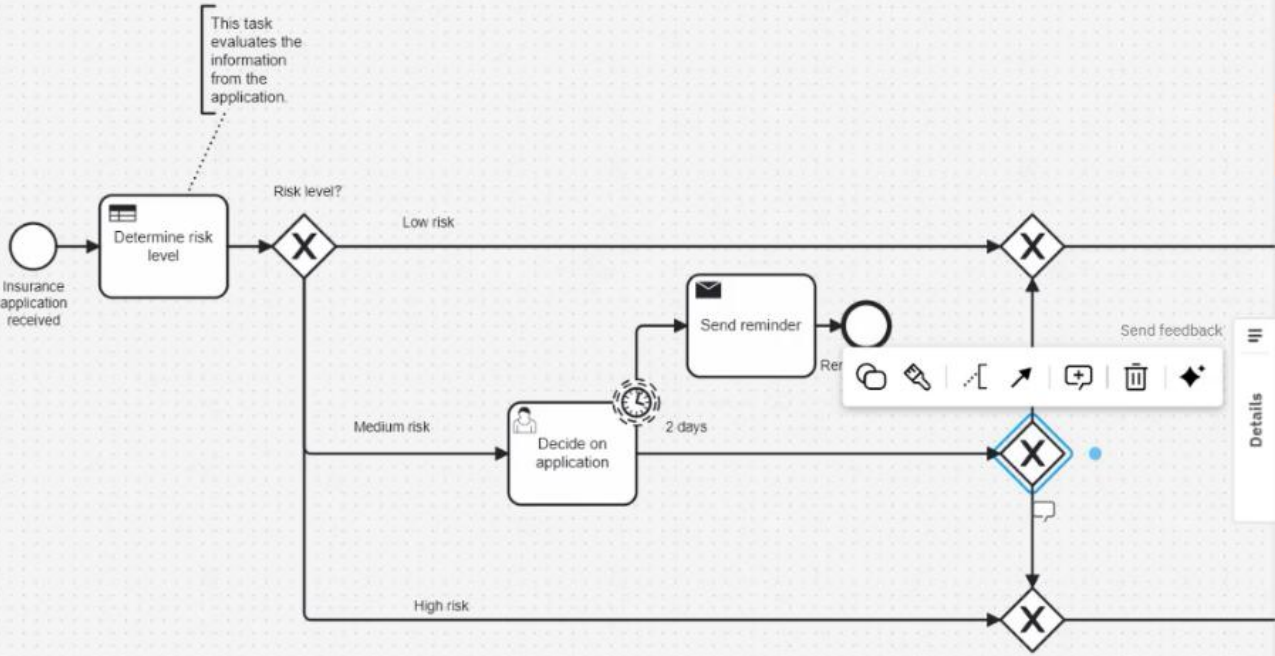 This task
evaluates the
information
from the
application.
Risk level?
Low risk
Determine risk
level
Insurance
application
received
Send reminder
Send feedback
Rer
Medium risk
2 days
Decide on
application
Details
High risk